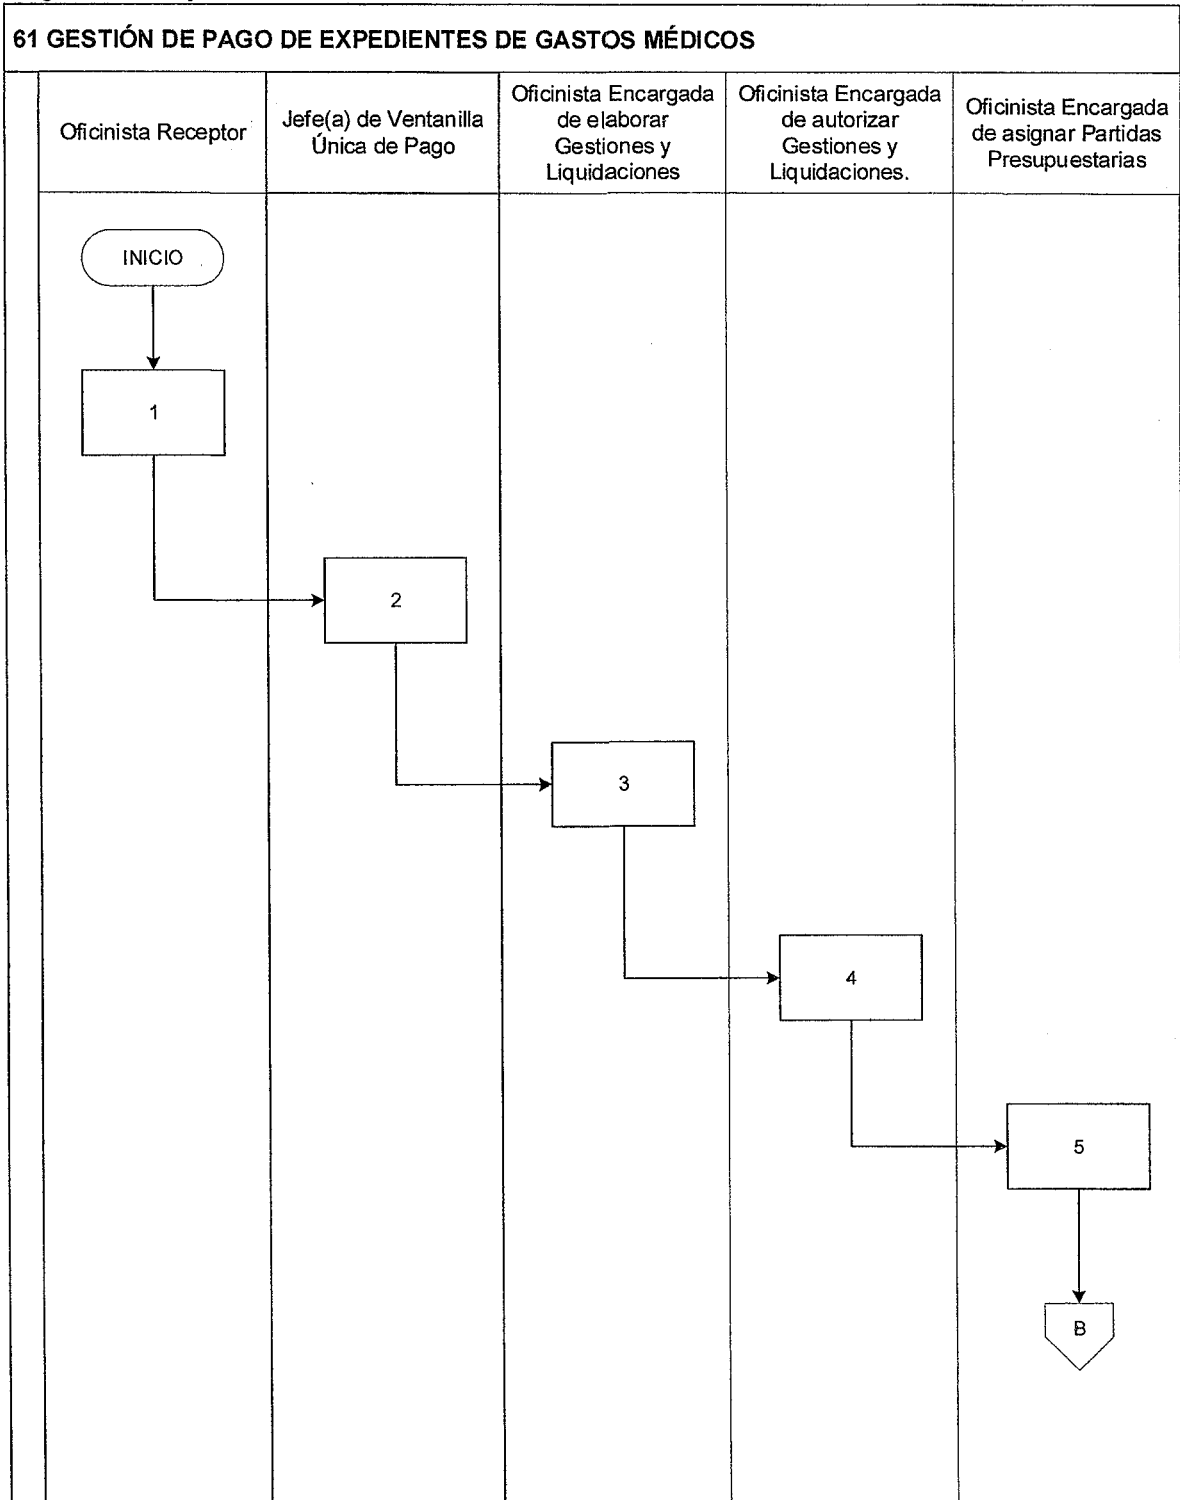 61 GESTIÓN DE PAGO DE EXPEDIENTES DE GASTOS MÉDICOS
Oficinista Receptor
Jefe(a) de Ventanilla
Única de Pago
Oficinista Encargada
de elaborar
Gestiones y
Liquidaciones
Oficinista Encargada
de autorizar
Gestiones y
Liquidaciones.
Oficinista Encargada
de asignar Partidas
Presupuestarias
INICIO
1
2
3
4
5
B